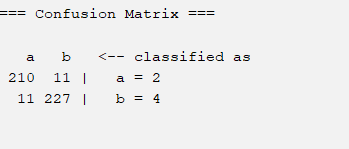 === Confusion Matrix ===
a b <-- classified as
210 11 | a = 2
11 227 | b = 4